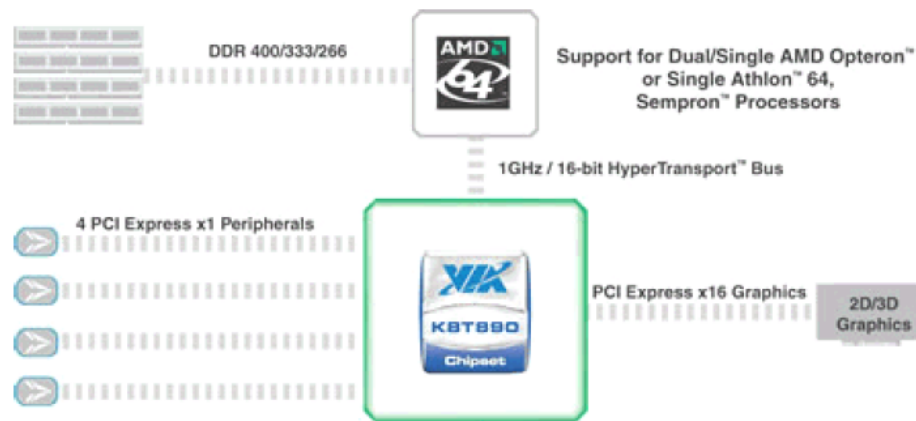 DDR 400/333/266
AMD
64
Support for Dual/Single AMD Opteron™
or Single Athlon™ 64,
Sempron™ Processors
1GHz / 16-bit HyperTransport™ Bus
4 PCI Express x1 Peripherals
VIA
K8T890
Chipset
PCI Express x16 Graphics
2D/3D
Graphics